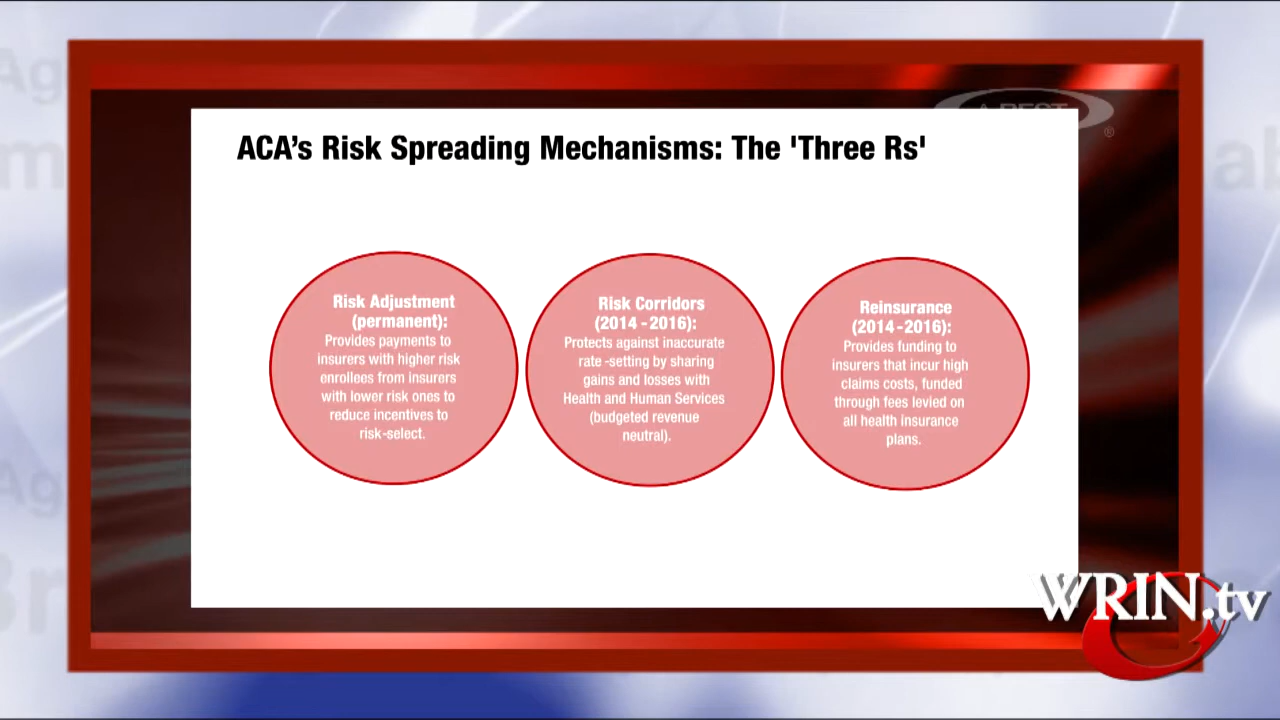 ACA’s Risk Spreading Mechanisms: The 'Three Rs'
Risk Adjustment
(permanent):
Provides payments to
insurers with higher risk
enrollees from insurers
with lower risk ones to
reduce incentives to
risk-select.
Risk Corridors
(2014 - 2016):
Protects against inaccurate
rate -setting by sharing
gains and losses with
Health and Human Services
(budgeted revenue
neutral).
Reinsurance
(2014-2016):
Provides funding to
insurers that incur high
claims costs, funded
through fees levied on
all health insurance
plans.
®
WRIN.tv
Ag
m
ab
Ag